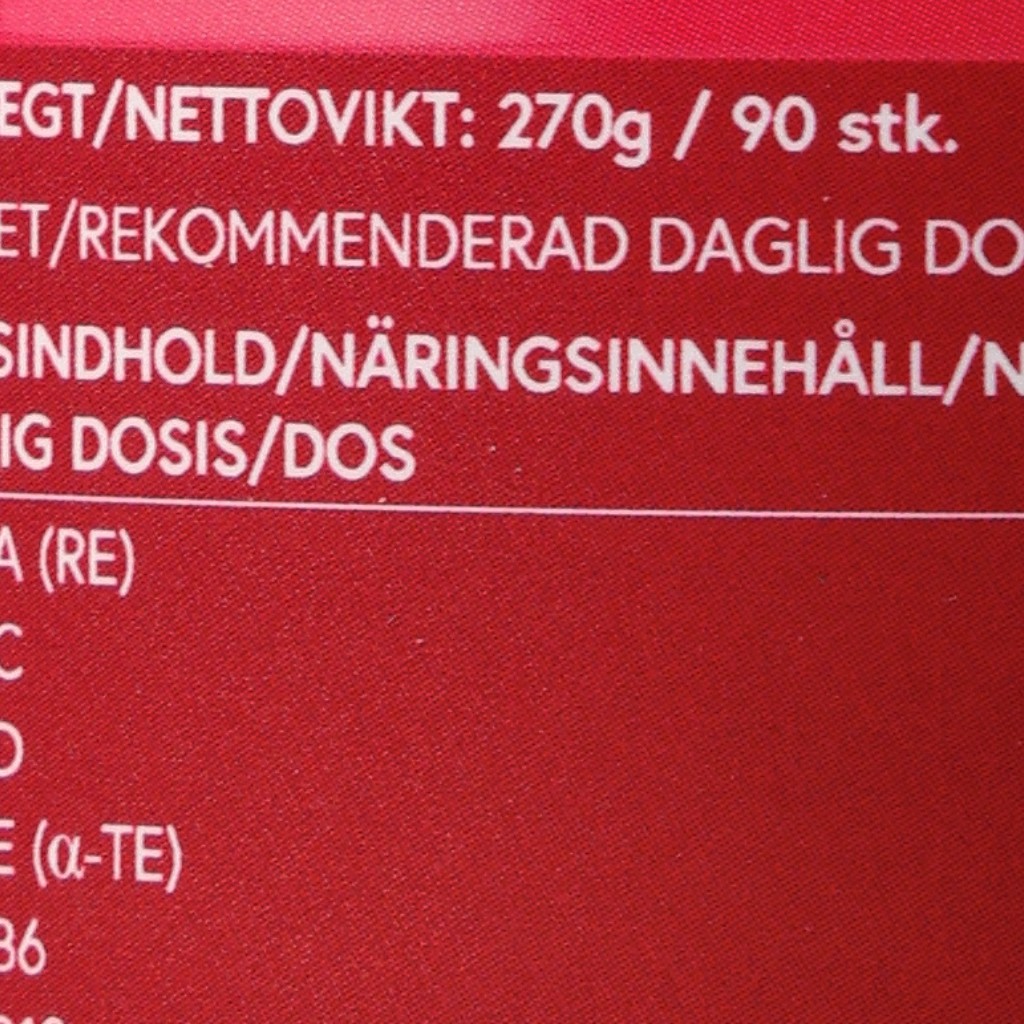 EGT/NETTOVIKT: 270g / 90 stk.
ET/REKOMMENDERAD DAGLIG DO
SINDHOLD/NÄRINGSINNEHÅLL/N
IG DOSIS/DOS
A (RE)
C
D
E (α-TE)
B6